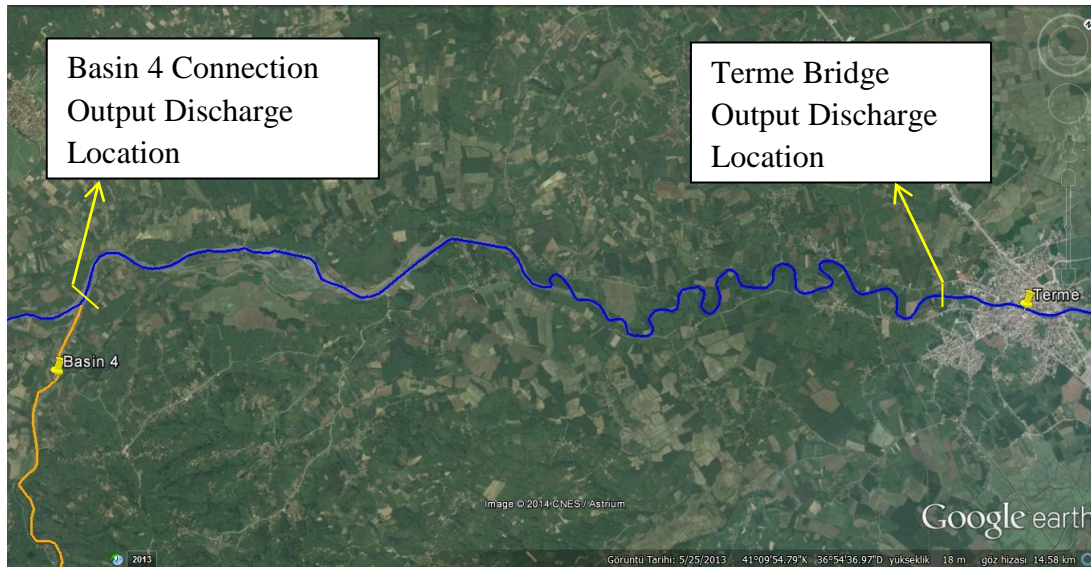 Basin 4 Connection
Output Discharge
Location
Terme Bridge
Output Discharge
Location
Terme
Basin 4
Image © 2014 CNES / Astrium
Google earth
2013
Görüntü Tarihi: 5/25/2013 41°09'54.79"K 36°54'36.97"D yükseklik 18 m göz hizası 14.58 km